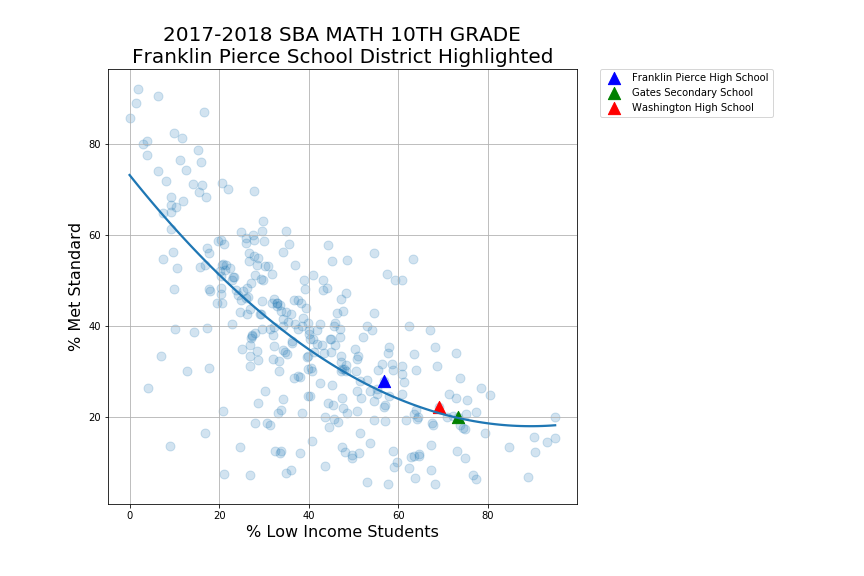 2017-2018 SBA MATH 10TH GRADE
Franklin Pierce School District Highlighted
Franklin Pierce High School
Gates Secondary School
Washington High School
% Met Standard
80
60
40
20
0 20 40 60 80
% Low Income Students